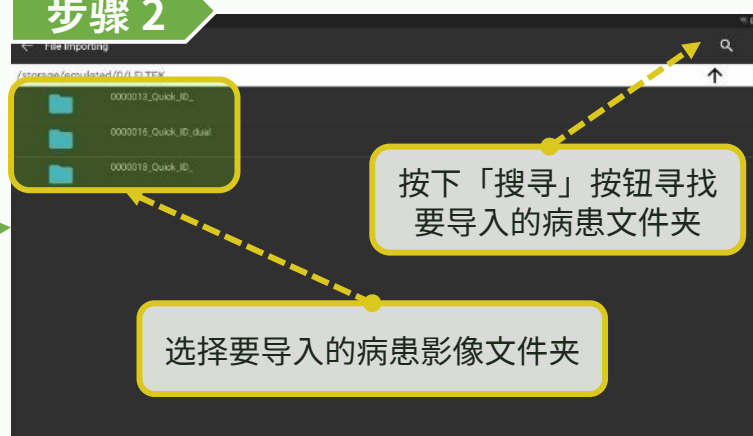 步骤 2
File Importing
/storage/emulated/0/LELTEK
0000013_Quick_ID_
0000016_Quick_ID_dual
0000018_Quick_ID_
按下「搜寻」按钮寻找
要导入的病患文件夹
选择要导入的病患影像文件夹